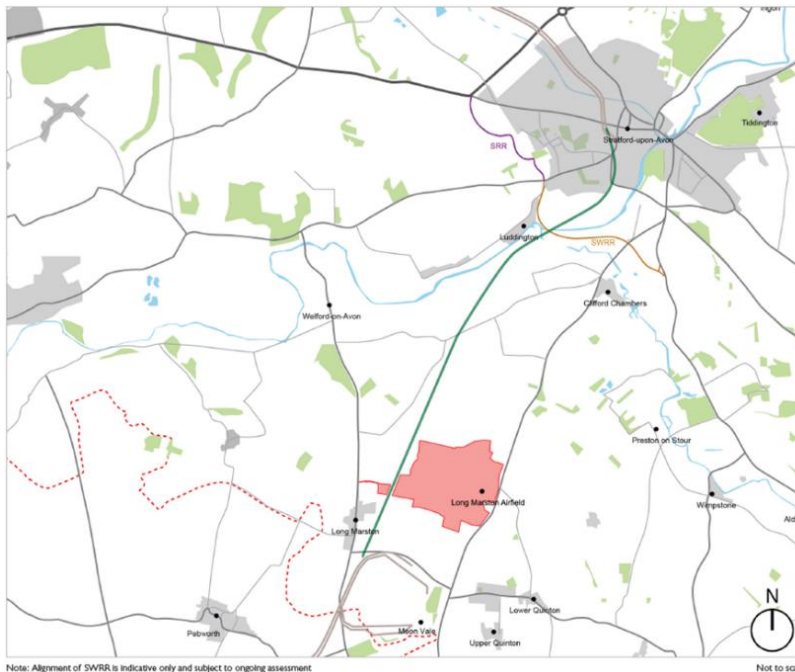 Tiddington
Stratford-upon-Avon
SRR
Luddington
SWRR
Clifford Chambers
Welford-on-Avon
Preston on Stour
Long Marston Airfield
Wimpstone
Long Marston
N
Lower Quinton
Pebworth
Moon Vale
Upper Quinton
Note: Alignment of SWRR is indicative only and subject to ongoing assessment